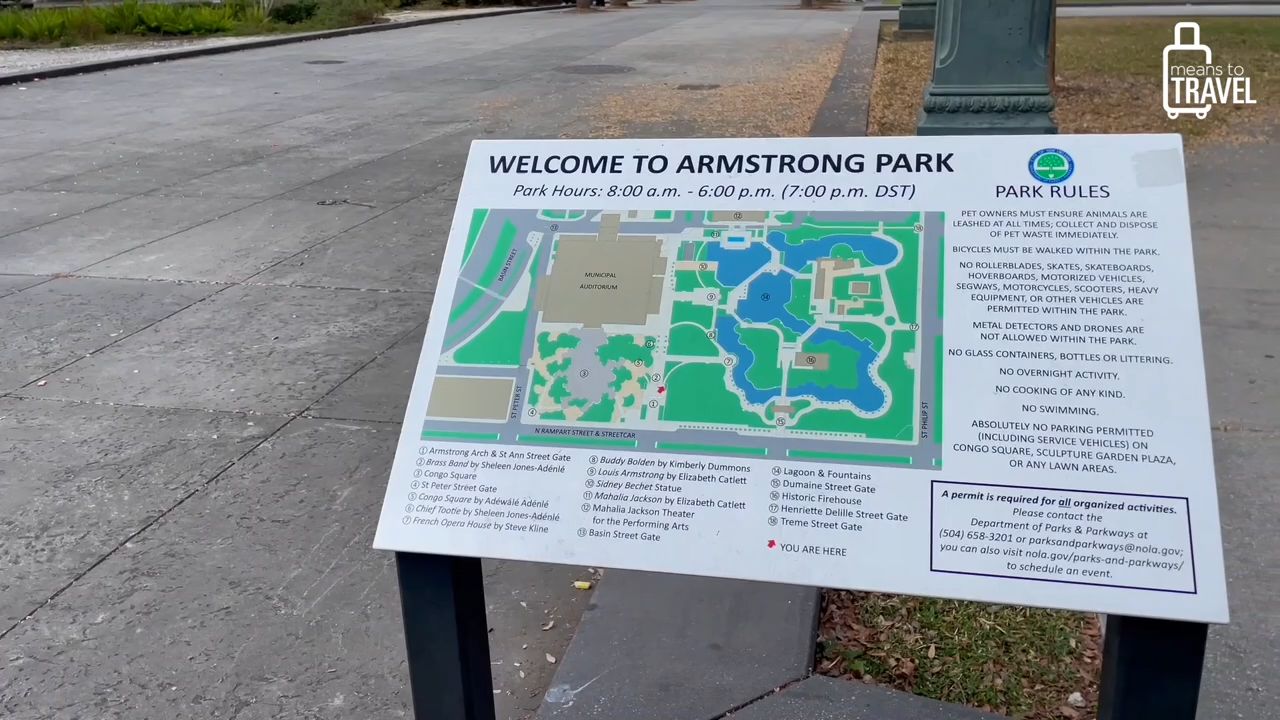 means to
TRAVEL
WELCOME TO ARMSTRONG PARK
Park Hours: 8:00 a.m. - 6:00 p.m. (7:00 p.m. DST)
BASIN STREET
MUNICIPAL
AUDITORIUM
ST PETER ST
N RAMPART STREET & STREETCAR
ST PHILIP ST
① Armstrong Arch & St Ann Street Gate
② Brass Band by Sheleen Jones-Adénlé
③ Congo Square
④ St Peter Street Gate
⑤ Congo Square by Adéwálé Adénlé
⑥ Chief Tootie by Sheleen Jones-Adénlé
⑦ French Opera House by Steve Kline
⑧ Buddy Bolden by Kimberly Dummons
⑨ Louis Armstrong by Elizabeth Catlett
⑩ Sidney Bechet Statue
⑪ Mahalia Jackson by Elizabeth Catlett
⑫ Mahalia Jackson Theater
for the Performing Arts
⑬ Basin Street Gate
⑭ Lagoon & Fountains
⑮ Dumaine Street Gate
⑯ Historic Firehouse
⑰ Henriette Delille Street Gate
⑱ Treme Street Gate
YOU ARE HERE
PARK RULES
PET OWNERS MUST ENSURE ANIMALS ARE
LEASHED AT ALL TIMES; COLLECT AND DISPOSE
OF PET WASTE IMMEDIATELY.
BICYCLES MUST BE WALKED WITHIN THE PARK.
NO ROLLERBLADES, SKATES, SKATEBOARDS,
HOVERBOARDS, MOTORIZED VEHICLES,
SEGWAYS, MOTORCYCLES, SCOOTERS, HEAVY
EQUIPMENT, OR OTHER VEHICLES ARE
PERMITTED WITHIN THE PARK.
METAL DETECTORS AND DRONES ARE
NOT ALLOWED WITHIN THE PARK.
NO GLASS CONTAINERS, BOTTLES OR LITTERING.
NO OVERNIGHT ACTIVITY.
NO COOKING OF ANY KIND.
NO SWIMMING.
ABSOLUTELY NO PARKING PERMITTED
(INCLUDING SERVICE VEHICLES) ON
CONGO SQUARE, SCULPTURE GARDEN PLAZA,
OR ANY LAWN AREAS.
A permit is required for all organized activities.
Please contact the
Department of Parks & Parkways at
(504) 658-3201 or parksandparkways@nola.gov;
you can also visit nola.gov/parks-and-parkways/
to schedule an event.